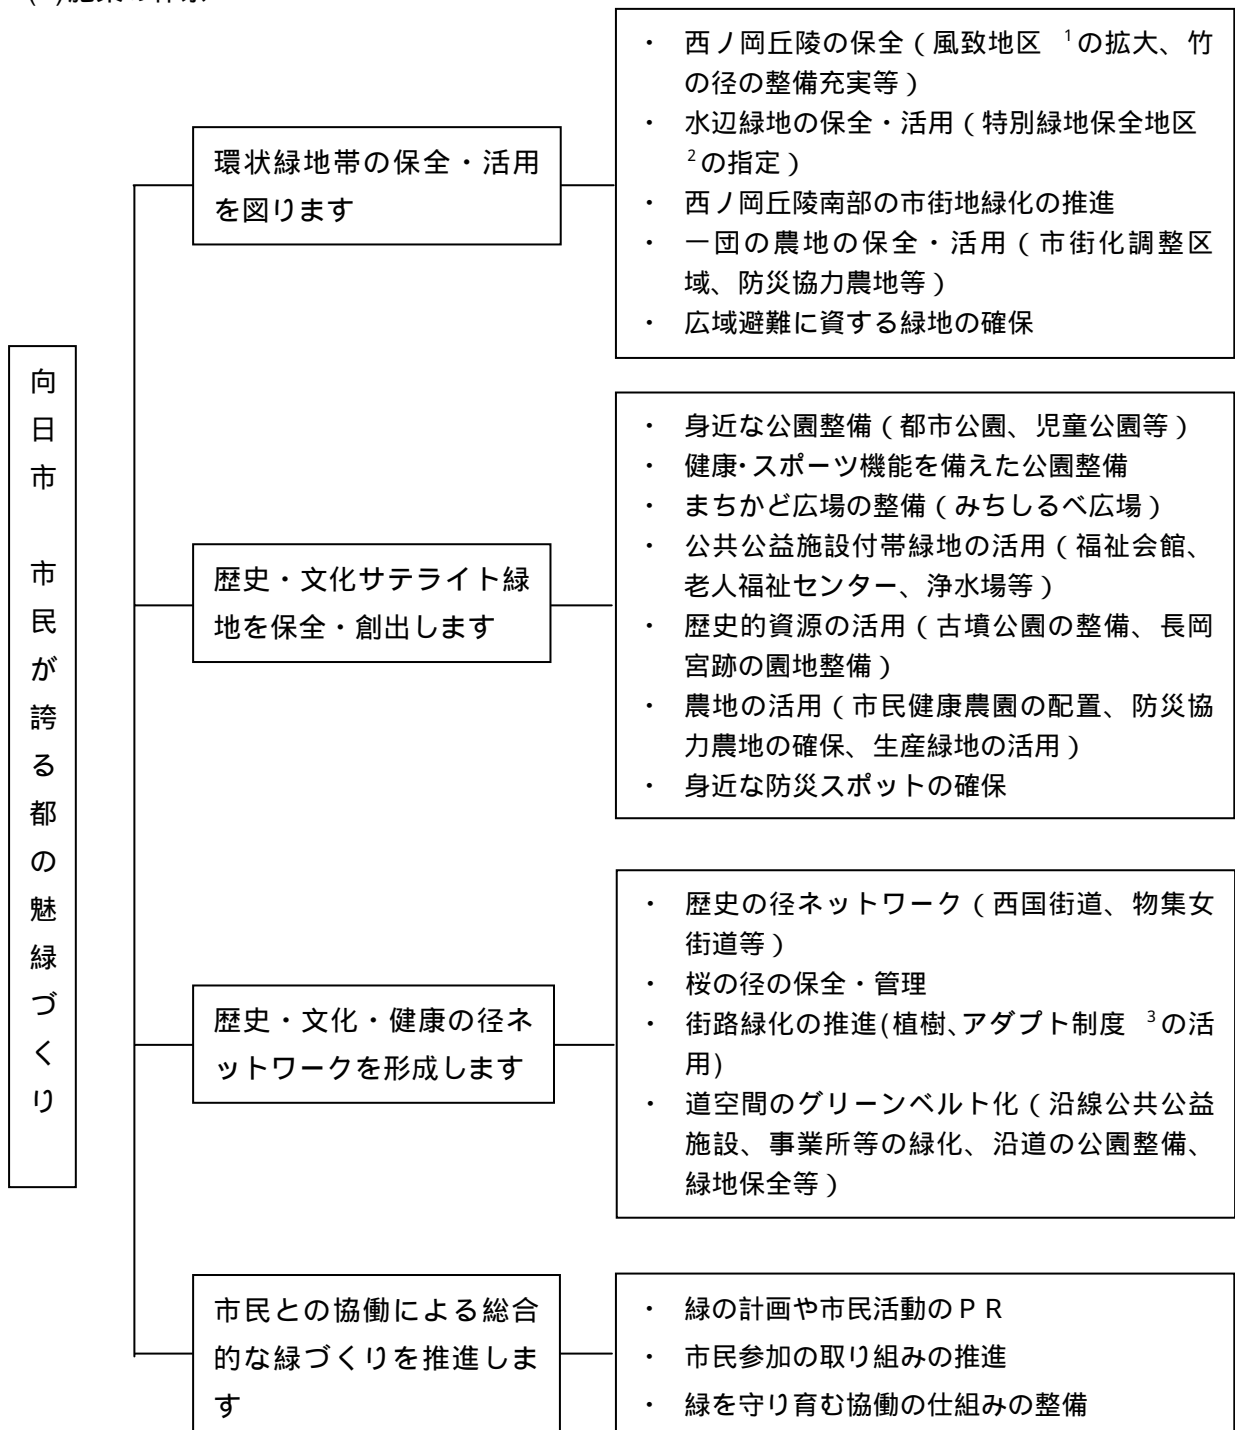 向日市　市民が誇る都の魅緑づくり
環状緑地帯の保全・活用
を図ります
・ 西ノ岡丘陵の保全（風致地区 1の拡大、竹
の径の整備充実等）
・ 水辺緑地の保全・活用（特別緑地保全地区
2の指定）
・ 西ノ岡丘陵南部の市街地緑化の推進
・ 一団の農地の保全・活用（市街化調整区
域、防災協力農地等）
・ 広域避難に資する緑地の確保
歴史・文化サテライト緑
地を保全・創出します
・ 身近な公園整備（都市公園、児童公園等）
・ 健康・スポーツ機能を備えた公園整備
・ まちかど広場の整備（みちしるべ広場）
・ 公共公益施設付帯緑地の活用（福祉会館、
老人福祉センター、浄水場等）
・ 歴史的資源の活用（古墳公園の整備、長岡
宮跡の園地整備）
・ 農地の活用（市民健康農園の配置、防災協
力農地の確保、生産緑地の活用）
・ 身近な防災スポットの確保
歴史・文化・健康の径ネ
ットワークを形成します
・ 歴史の径ネットワーク（西国街道、物集女
街道等）
・ 桜の径の保全・管理
・ 街路緑化の推進(植樹、アダプト制度 3の活
用)
・ 道空間のグリーンベルト化（沿線公共公益
施設、事業所等の緑化、沿道の公園整備、
緑地保全等）
市民との協働による総合
的な緑づくりを推進しま
す
・ 緑の計画や市民活動のＰＲ
・ 市民参加の取り組みの推進
・ 緑を守り育む協働の仕組みの整備